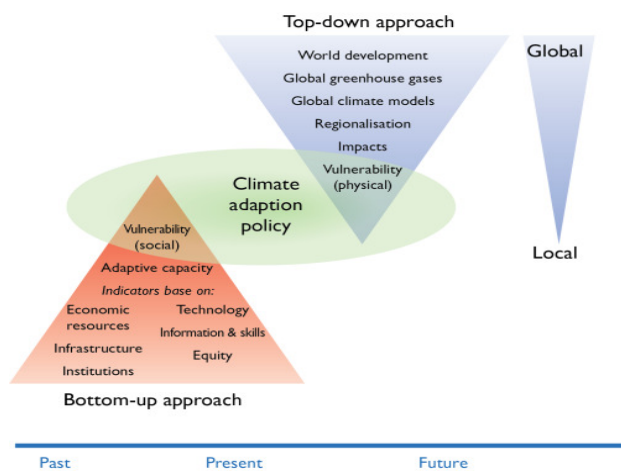 Top-down approach
World development
Global greenhouse gases
Global climate models
Regionalisation
Impacts
Vulnerability
(physical)
Global
Local
Climate
adaption
policy
Vulnerability
(social)
Adaptive capacity
Indicators base on:
Economic
resources
Infrastructure
Institutions
Technology
Information & skills
Equity
Bottom-up approach
Past
Present
Future